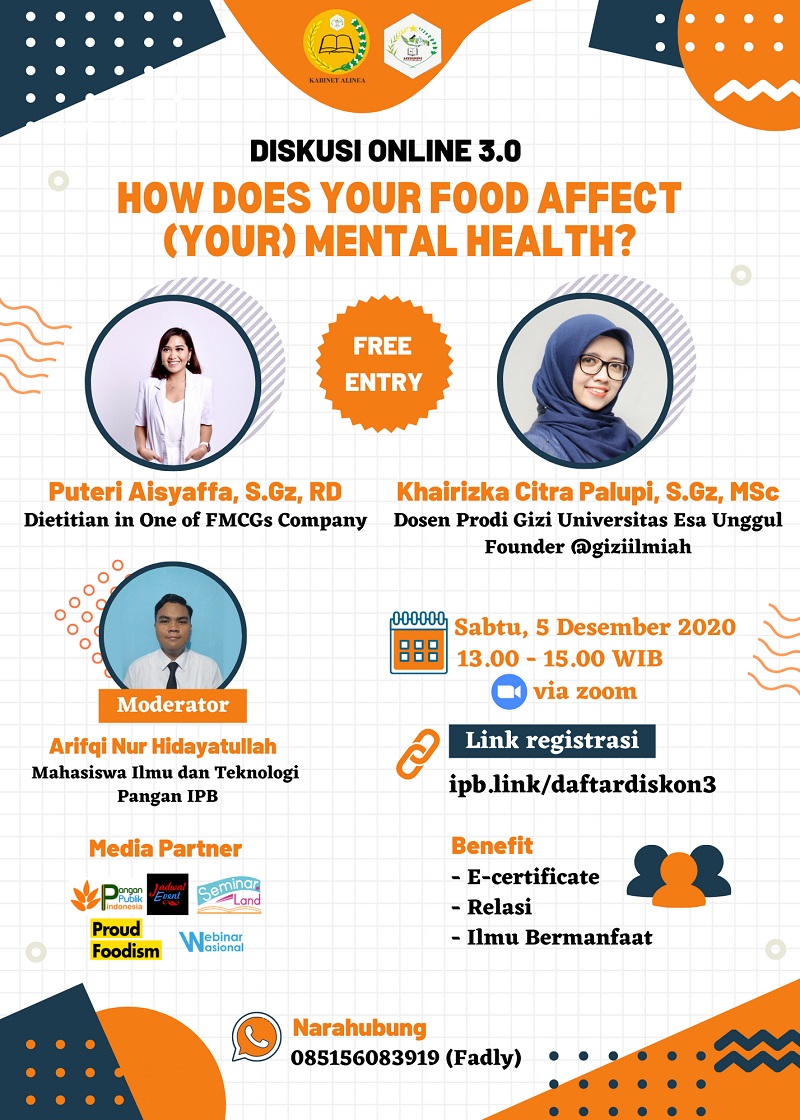 KABINET ALINEA
DISKUSI ONLINE 3.0
HOW DOES YOUR FOOD AFFECT
(YOUR) MENTAL HEALTH?
FREE
ENTRY
Puteri Aisyaffa, S.Gz, RD
Dietitian in One of FMCGs Company
Khairizka Citra Palupi, S.Gz, MSc
Dosen Prodi Gizi Universitas Esa Unggul
Founder @giziilmiah
Moderator
Arifqi Nur Hidayatullah
Mahasiswa Ilmu dan Teknologi
Pangan IPB
Sabtu, 5 Desember 2020
13.00 - 15.00 WIB
via zoom
Link registrasi
ipb.link/daftardiskon3
Media Partner
Pangan
Publik
indonesia
Jadwal
Event
Seminar
Land
Proud
Foodism
Webinar
Nasional
Benefit
- E-certificate
- Relasi
- Ilmu Bermanfaat
Narahubung
085156083919 (Fadly)